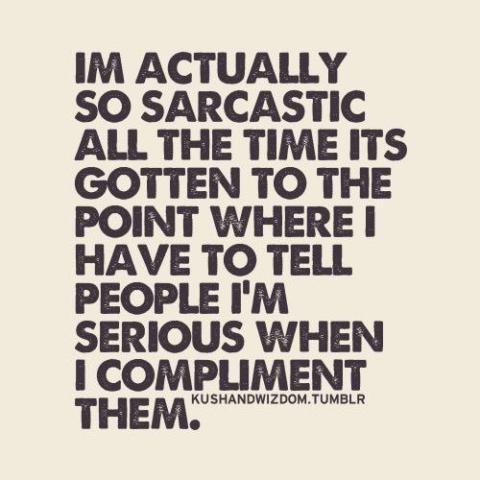 IM ACTUALLY
SO SARCASTIC
ALL THE TIME ITS
GOTTEN TO THE
POINT WHERE I
HAVE TO TELL
PEOPLE I'M
SERIOUS WHEN
I COMPLIMENT
THEM.
KUSHANDWIZDOM.TUMBLR